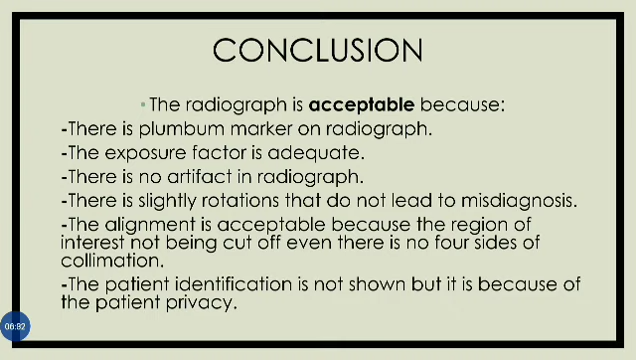 CONCLUSION
The radiograph is acceptable because:
-There is plumbum marker on radiograph.
-The exposure factor is adequate.
-There is no artifact in radiograph.
-There is slightly rotations that do not lead to misdiagnosis.
-The alignment is acceptable because the region of
interest not being cut off even there is no four sides of
collimation.
-The patient identification is not shown but it is because of
the patient privacy.